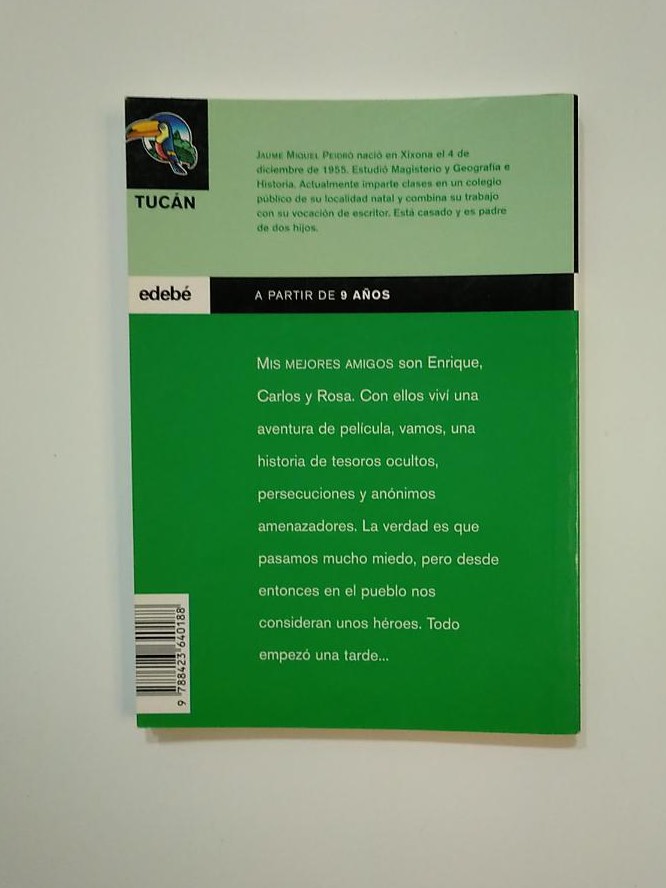 TUCÁN
JAUME MIQUEL PEIDRÓ nació en Xixona el 4 de
diciembre de 1955. Estudió Magisterio y Geografía e
Historia. Actualmente imparte clases en un colegio
público de su localidad natal y combina su trabajo
con su vocación de escritor. Está casado y es padre
de dos hijos.
edebé
A PARTIR DE 9 AÑOS
MIS MEJORES AMIGOS son Enrique,
Carlos y Rosa. Con ellos viví una
aventura de película, vamos, una
historia de tesoros ocultos,
persecuciones y anónimos
amenazadores. La verdad es que
pasamos mucho miedo, pero desde
entonces en el pueblo nos
consideran unos héroes. Todo
empezó una tarde...
9 788423 640188